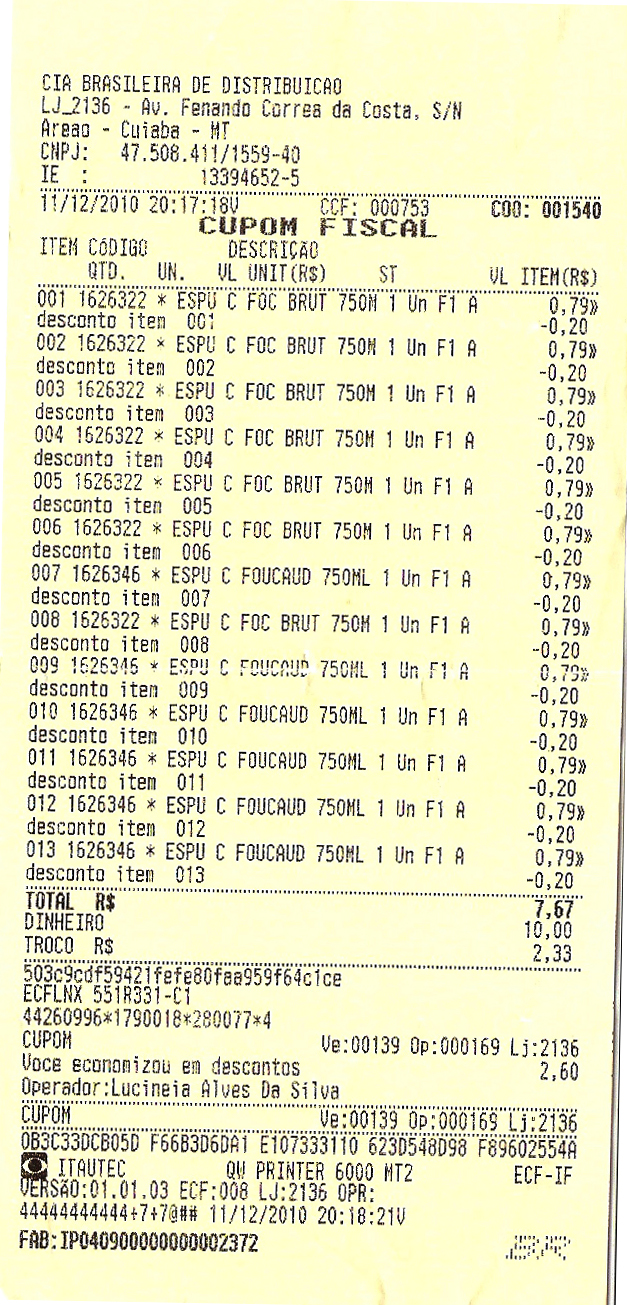 CIA BRASILEIRA DE DISTRIBUICAO
LJ_2136 - Av. Fenando Correa da Costa, S/N
Areao - Cuiaba - MT
CNPJ: 47.508.411/1559-40
IE : 13394652-5
11/12/2010 20:17:18V CCF: 000753 COO: 001540
CUPOM FISCAL
ITEM CÓDIGO DESCRIÇÃO
QTD. UN. VL UNIT(R$) ST VL ITEM(R$)
001 1626322 * ESPU C FOC BRUT 750M 1 Un F1 A 0,79»
desconto item 001 -0,20
002 1626322 * ESPU C FOC BRUT 750M 1 Un F1 A 0,79»
desconto item 002 -0,20
003 1626322 * ESPU C FOC BRUT 750M 1 Un F1 A 0,79»
desconto item 003 -0,20
004 1626322 * ESPU C FOC BRUT 750M 1 Un F1 A 0,79»
desconto item 004 -0,20
005 1626322 * ESPU C FOC BRUT 750M 1 Un F1 A 0,79»
desconto item 005 -0,20
006 1626322 * ESPU C FOC BRUT 750M 1 Un F1 A 0,79»
desconto item 006 -0,20
007 1626346 * ESPU C FOUCAUD 750ML 1 Un F1 A 0,79»
desconto item 007 -0,20
008 1626322 * ESPU C FOC BRUT 750M 1 Un F1 A 0,79»
desconto item 008 -0,20
009 1626346 * ESPU C FOUCAUD 750ML 1 Un F1 A 0,79»
desconto item 009 -0,20
010 1626346 * ESPU C FOUCAUD 750ML 1 Un F1 A 0,79»
desconto item 010 -0,20
011 1626346 * ESPU C FOUCAUD 750ML 1 Un F1 A 0,79»
desconto item 011 -0,20
012 1626346 * ESPU C FOUCAUD 750ML 1 Un F1 A 0,79»
desconto item 012 -0,20
013 1626346 * ESPU C FOUCAUD 750ML 1 Un F1 A 0,79»
desconto item 013 -0,20
TOTAL R$ 7,67
DINHEIRO 10,00
TROCO R$ 2,33
503c9cdf59421fefe80faa959f64c1ce
ECFLNX 551R331-C1
44260996*1790018*280077*4
CUPOM Ve:00139 Op:000169 Lj:2136
Voce economizou em descontos 2,60
Operador:Lucineia Alves Da Silva
CUPOM Ve:00139 Op:000169 Lj:2136
0B3C33DCB05D F66B3D6DA1 E107333110 623D548D98 F89602554A
ITAUTEC QW PRINTER 6000 MT2 ECF-IF
VERSÃO:01.01.03 ECF:008 LJ:2136 OPR:
44444444444+7+7@## 11/12/2010 20:18:21V
FAB:IP040900000000002372